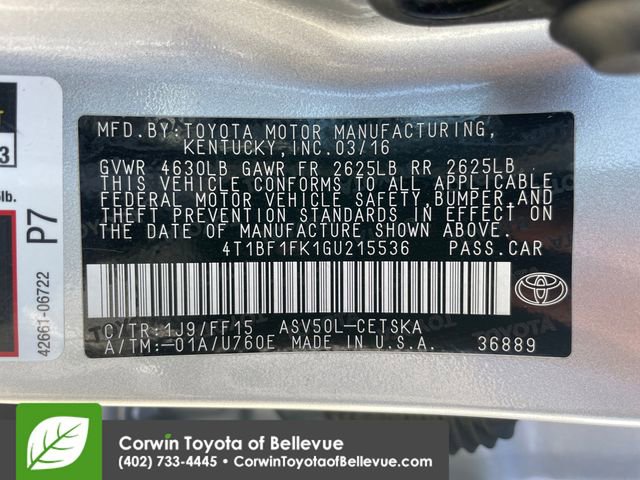 MFD.BY:TOYOTA MOTOR MANUFACTURING,
KENTUCKY,INC.03/16
GVWR 4630LB GAWR FR 2625LB RR 2625LB
THIS VEHICLE CONFORMS TO ALL APPLICABLE
FEDERAL MOTOR VEHICLE SAFETY,BUMPER,AND
THEFT PREVENTION STANDARDS IN EFFECT ON
THE DATE OF MANUFACTURE SHOWN ABOVE.
4T1BF1FK1GU215536 PASS.CAR
C/TR:1J9/FF15 ASV50L-CETSKA
A/TM:-01A/U760E MADE IN U.S.A. 36889
3
lb.
P7
42661-06722
Corwin Toyota of Bellevue
(402) 733-4445 • CorwinToyotaofBellevue.com